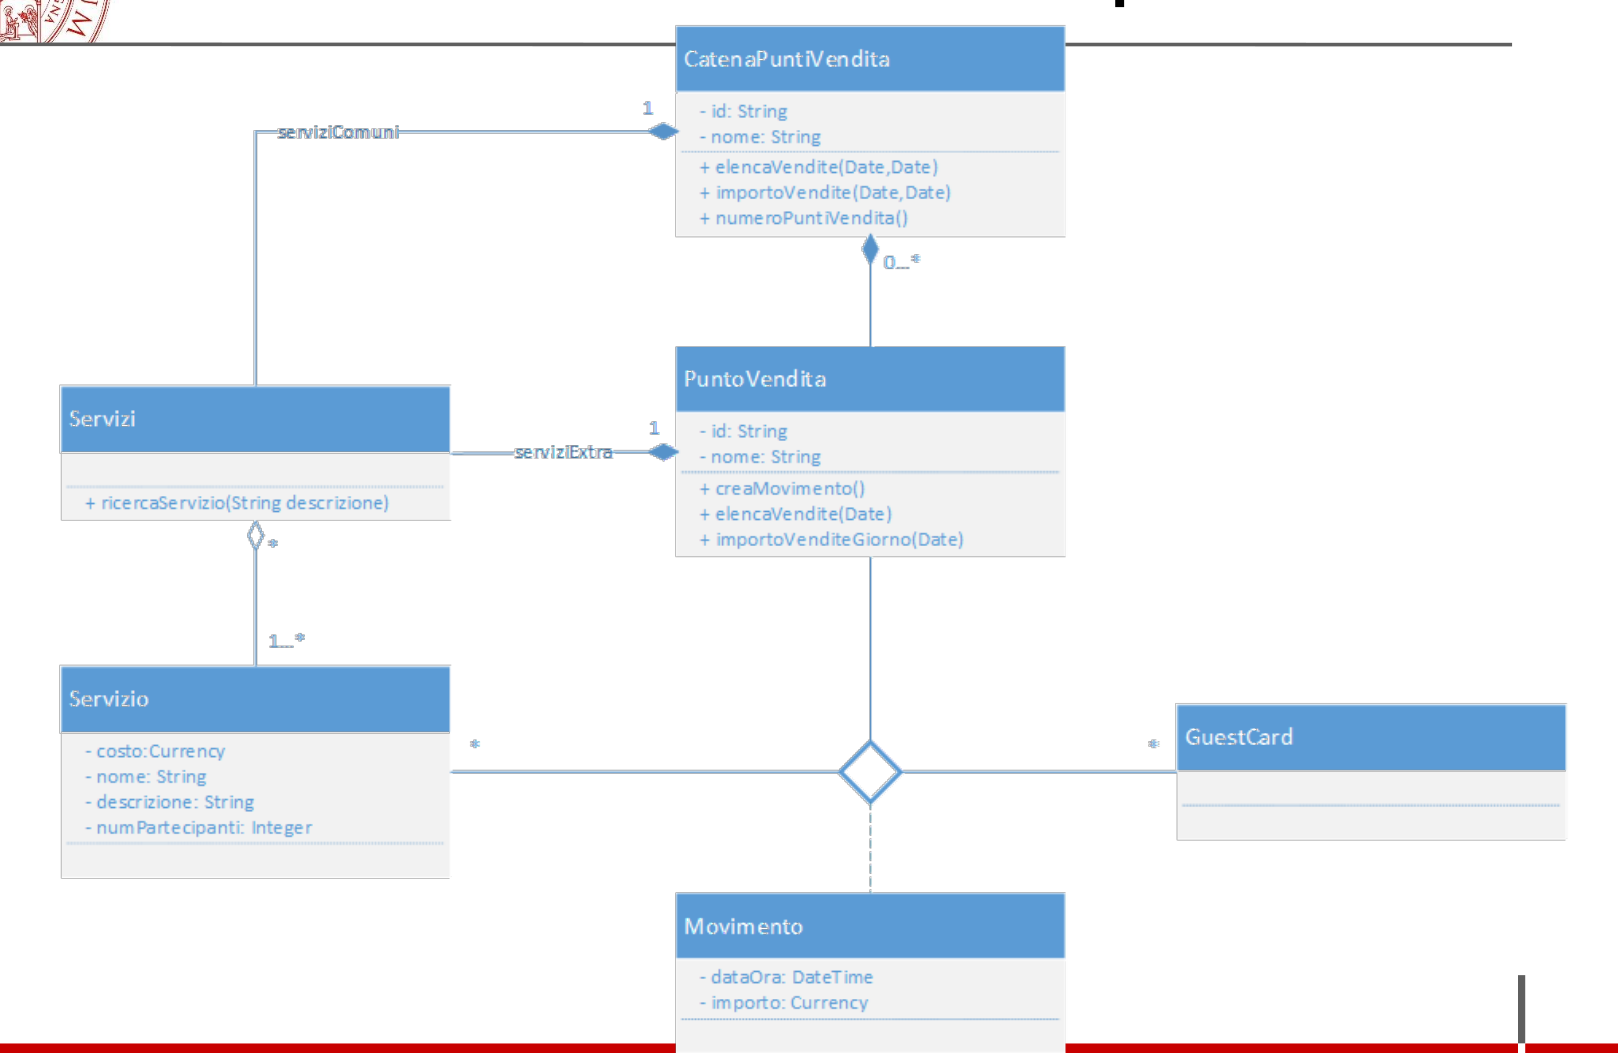 CatenaPuntiVendita
- id: String
- nome: String
+ elencaVendite(Date,Date)
+ importoVendite(Date,Date)
+ numeroPuntiVendita()
1
serviziComuni
0...*
PuntoVendita
- id: String
- nome: String
+ creaMovimento()
+ elencaVendite(Date)
+ importoVenditeGiorno(Date)
1
serviziExtra
Servizi
+ ricercaServizio(String descrizione)
*
1...*
Servizio
- costo:Currency
- nome: String
- descrizione: String
- numPartecipanti: Integer
*
*
GuestCard
Movimento
- dataOra: DateTime
- importo: Currency